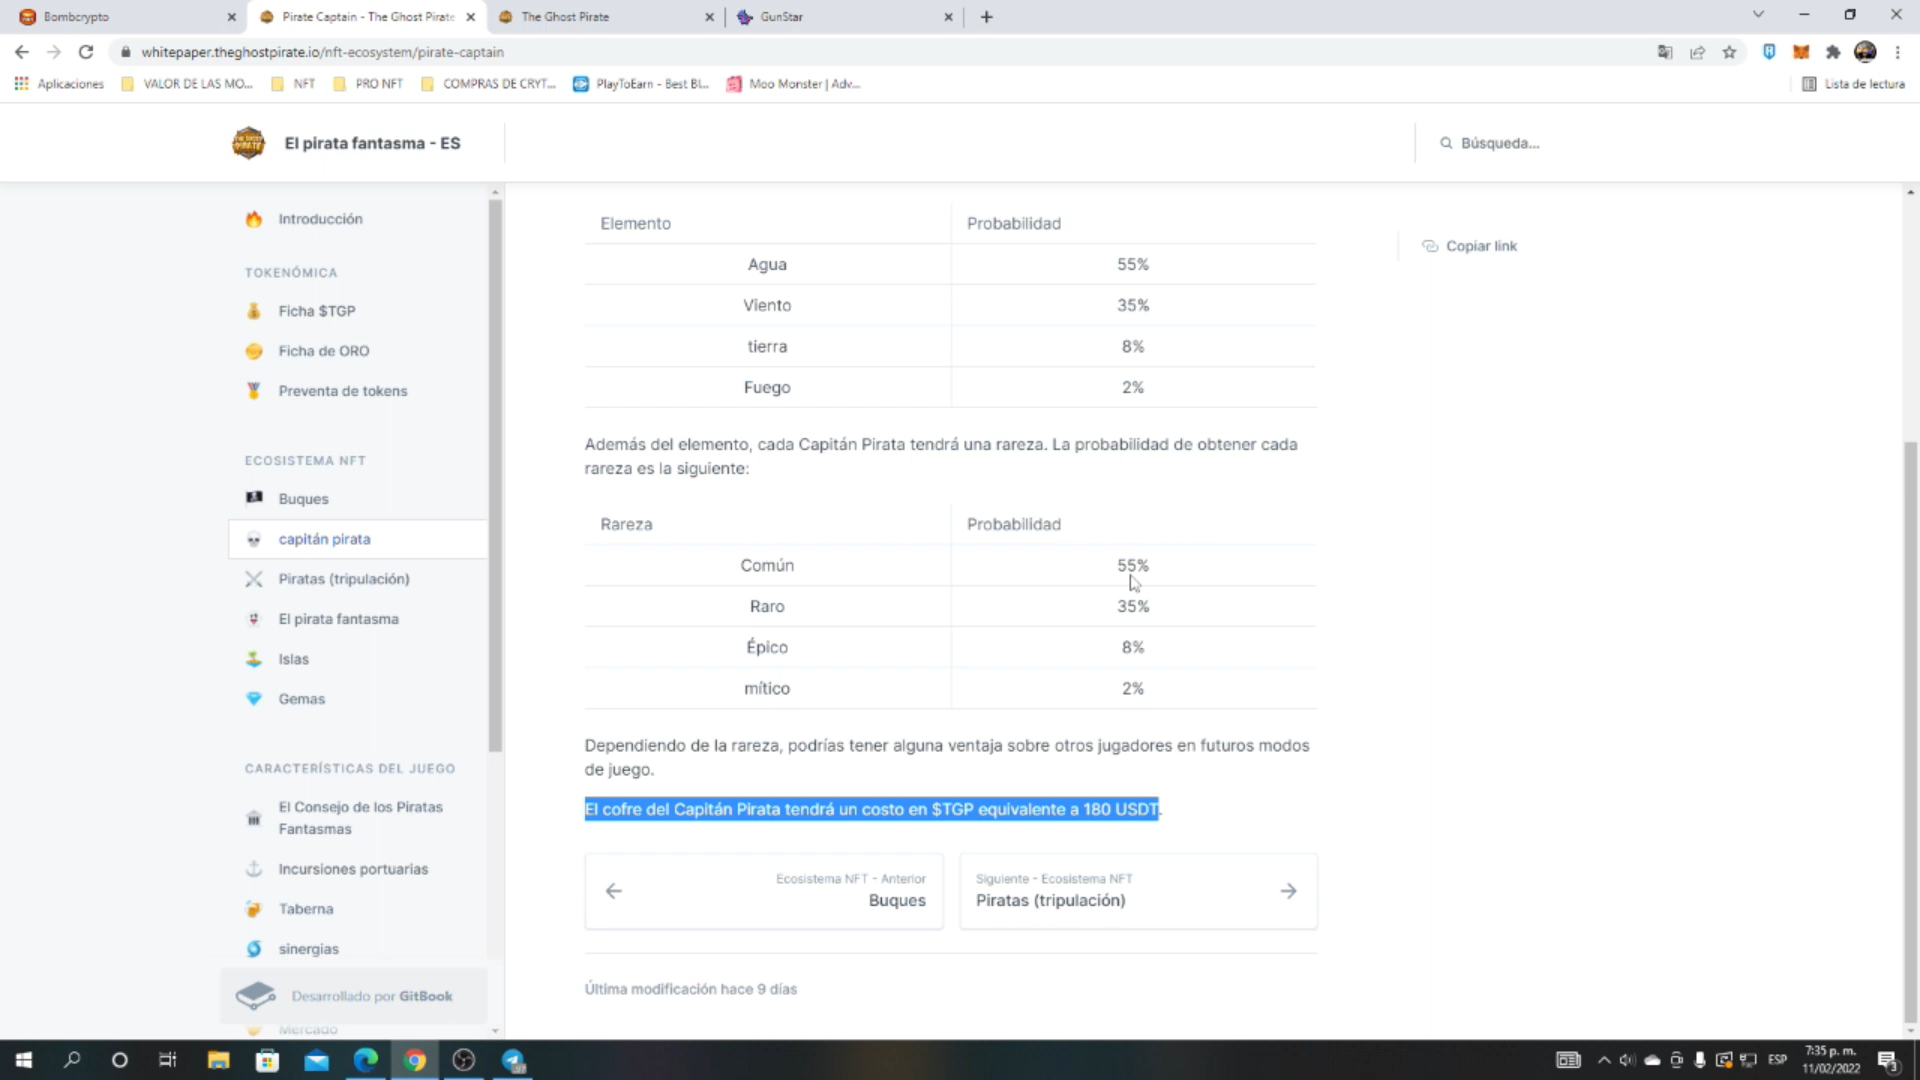 Bombcrypto
Pirate Captain - The Ghost Pirate
The Ghost Pirate
GunStar
whitepaper.theghostpirate.io/nft-ecosystem/pirate-captain
Aplicaciones
VALOR DE LAS MO...
NFT
PRO NFT
COMPRAS DE CRYT...
PlayToEarn - Best Bl...
Moo Monster | Adv...
Lista de lectura
El pirata fantasma - ES
Búsqueda...
Introducción
TOKENÓMICA
Ficha $TGP
Ficha de ORO
Preventa de tokens
ECOSISTEMA NFT
Buques
capitán pirata
Piratas (tripulación)
El pirata fantasma
Islas
Gemas
CARACTERÍSTICAS DEL JUEGO
El Consejo de los Piratas
Fantasmas
Incursiones portuarias
Taberna
sinergias
Desarrollado por GitBook
Mercado
Elemento Probabilidad
Agua 55%
Viento 35%
tierra 8%
Fuego 2%
Además del elemento, cada Capitán Pirata tendrá una rareza. La probabilidad de obtener cada
rareza es la siguiente:
Rareza Probabilidad
Común 55%
Raro 35%
Épico 8%
mítico 2%
Dependiendo de la rareza, podrías tener alguna ventaja sobre otros jugadores en futuros modos
de juego.
El cofre del Capitán Pirata tendrá un costo en $TGP equivalente a 180 USDT.
Ecosistema NFT - Anterior
Buques
Siguiente - Ecosistema NFT
Piratas (tripulación)
Última modificación hace 9 días
Copiar link
ESP
7:35 p. m.
11/02/2022
3